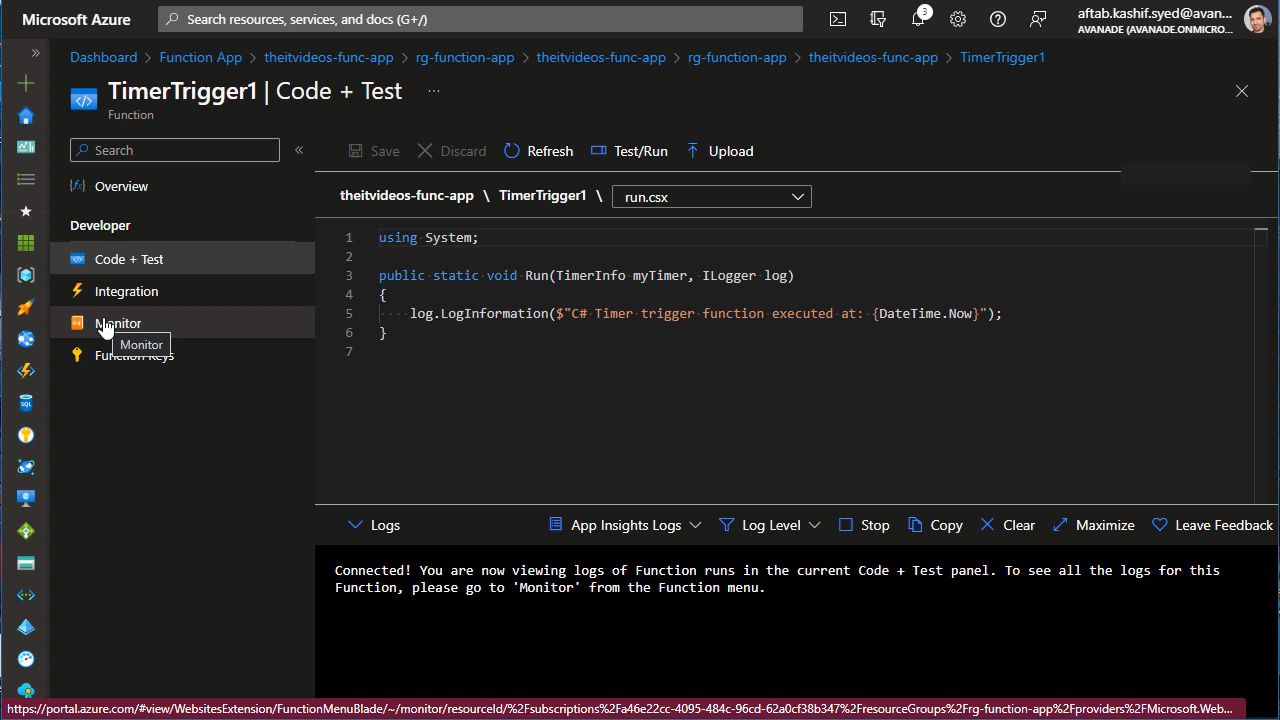 Microsoft Azure
Search resources, services, and docs (G+/)
3
aftab.kashif.syed@avan...
AVANADE (AVANADE.ONMICRO...
Dashboard > Function App > theitvideos-func-app > rg-function-app > theitvideos-func-app > rg-function-app > theitvideos-func-app > TimerTrigger1
TimerTrigger1 | Code + Test ...
Function
Search
Save Discard Refresh Test/Run Upload
Overview
theitvideos-func-app \ TimerTrigger1 \ run.csx
Developer
Code + Test
Integration
Monitor
Monitor
Function Keys
1 using System;
2
3 public static void Run(TimerInfo myTimer, ILogger log)
4 {
5 log.LogInformation($"C# Timer trigger function executed at: {DateTime.Now}");
6 }
7
Logs App Insights Logs Log Level Stop Copy Clear Maximize Leave Feedback
Connected! You are now viewing logs of Function runs in the current Code + Test panel. To see all the logs for this
Function, please go to 'Monitor' from the Function menu.
https://portal.azure.com/#view/WebsitesExtension/FunctionMenuBlade/~/monitor/resourceId/%2Fsubscriptions%2Fa46e22cc-4095-484c-96cd-62a0cf38b347%2FresourceGroups%2Frg-function-app%2Fproviders%2FMicrosoft.Web...